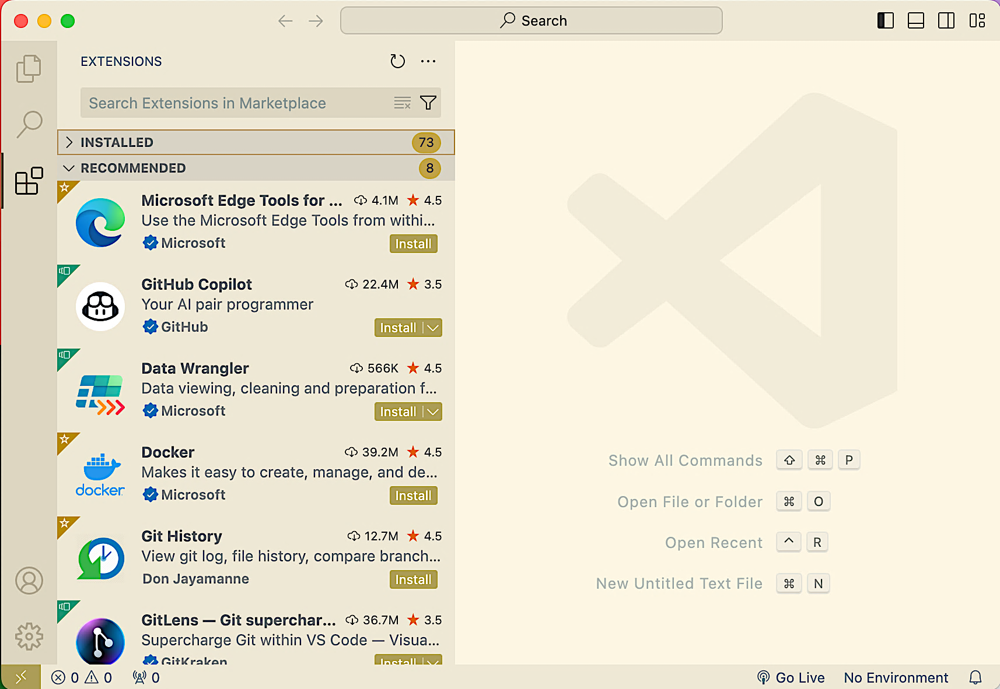 Search
EXTENSIONS
Search Extensions in Marketplace
INSTALLED 73
RECOMMENDED 8
Microsoft Edge Tools for ... 4.1M 4.5
Use the Microsoft Edge Tools from withi...
Microsoft Install
GitHub Copilot 22.4M 3.5
Your AI pair programmer
GitHub Install
Data Wrangler 566K 4.5
Data viewing, cleaning and preparation f...
Microsoft Install
Docker 39.2M 4.5
Makes it easy to create, manage, and de...
docker
Microsoft Install
Git History 12.7M 4.5
View git log, file history, compare branch...
Don Jayamanne Install
GitLens — Git superchar... 36.7M 3.5
Supercharge Git within VS Code — Visua...
GitKraken Install
Show All Commands ⇧ ⌘ P
Open File or Folder ⌘ O
Open Recent ^ R
New Untitled Text File ⌘ N
0 0 0 Go Live No Environment